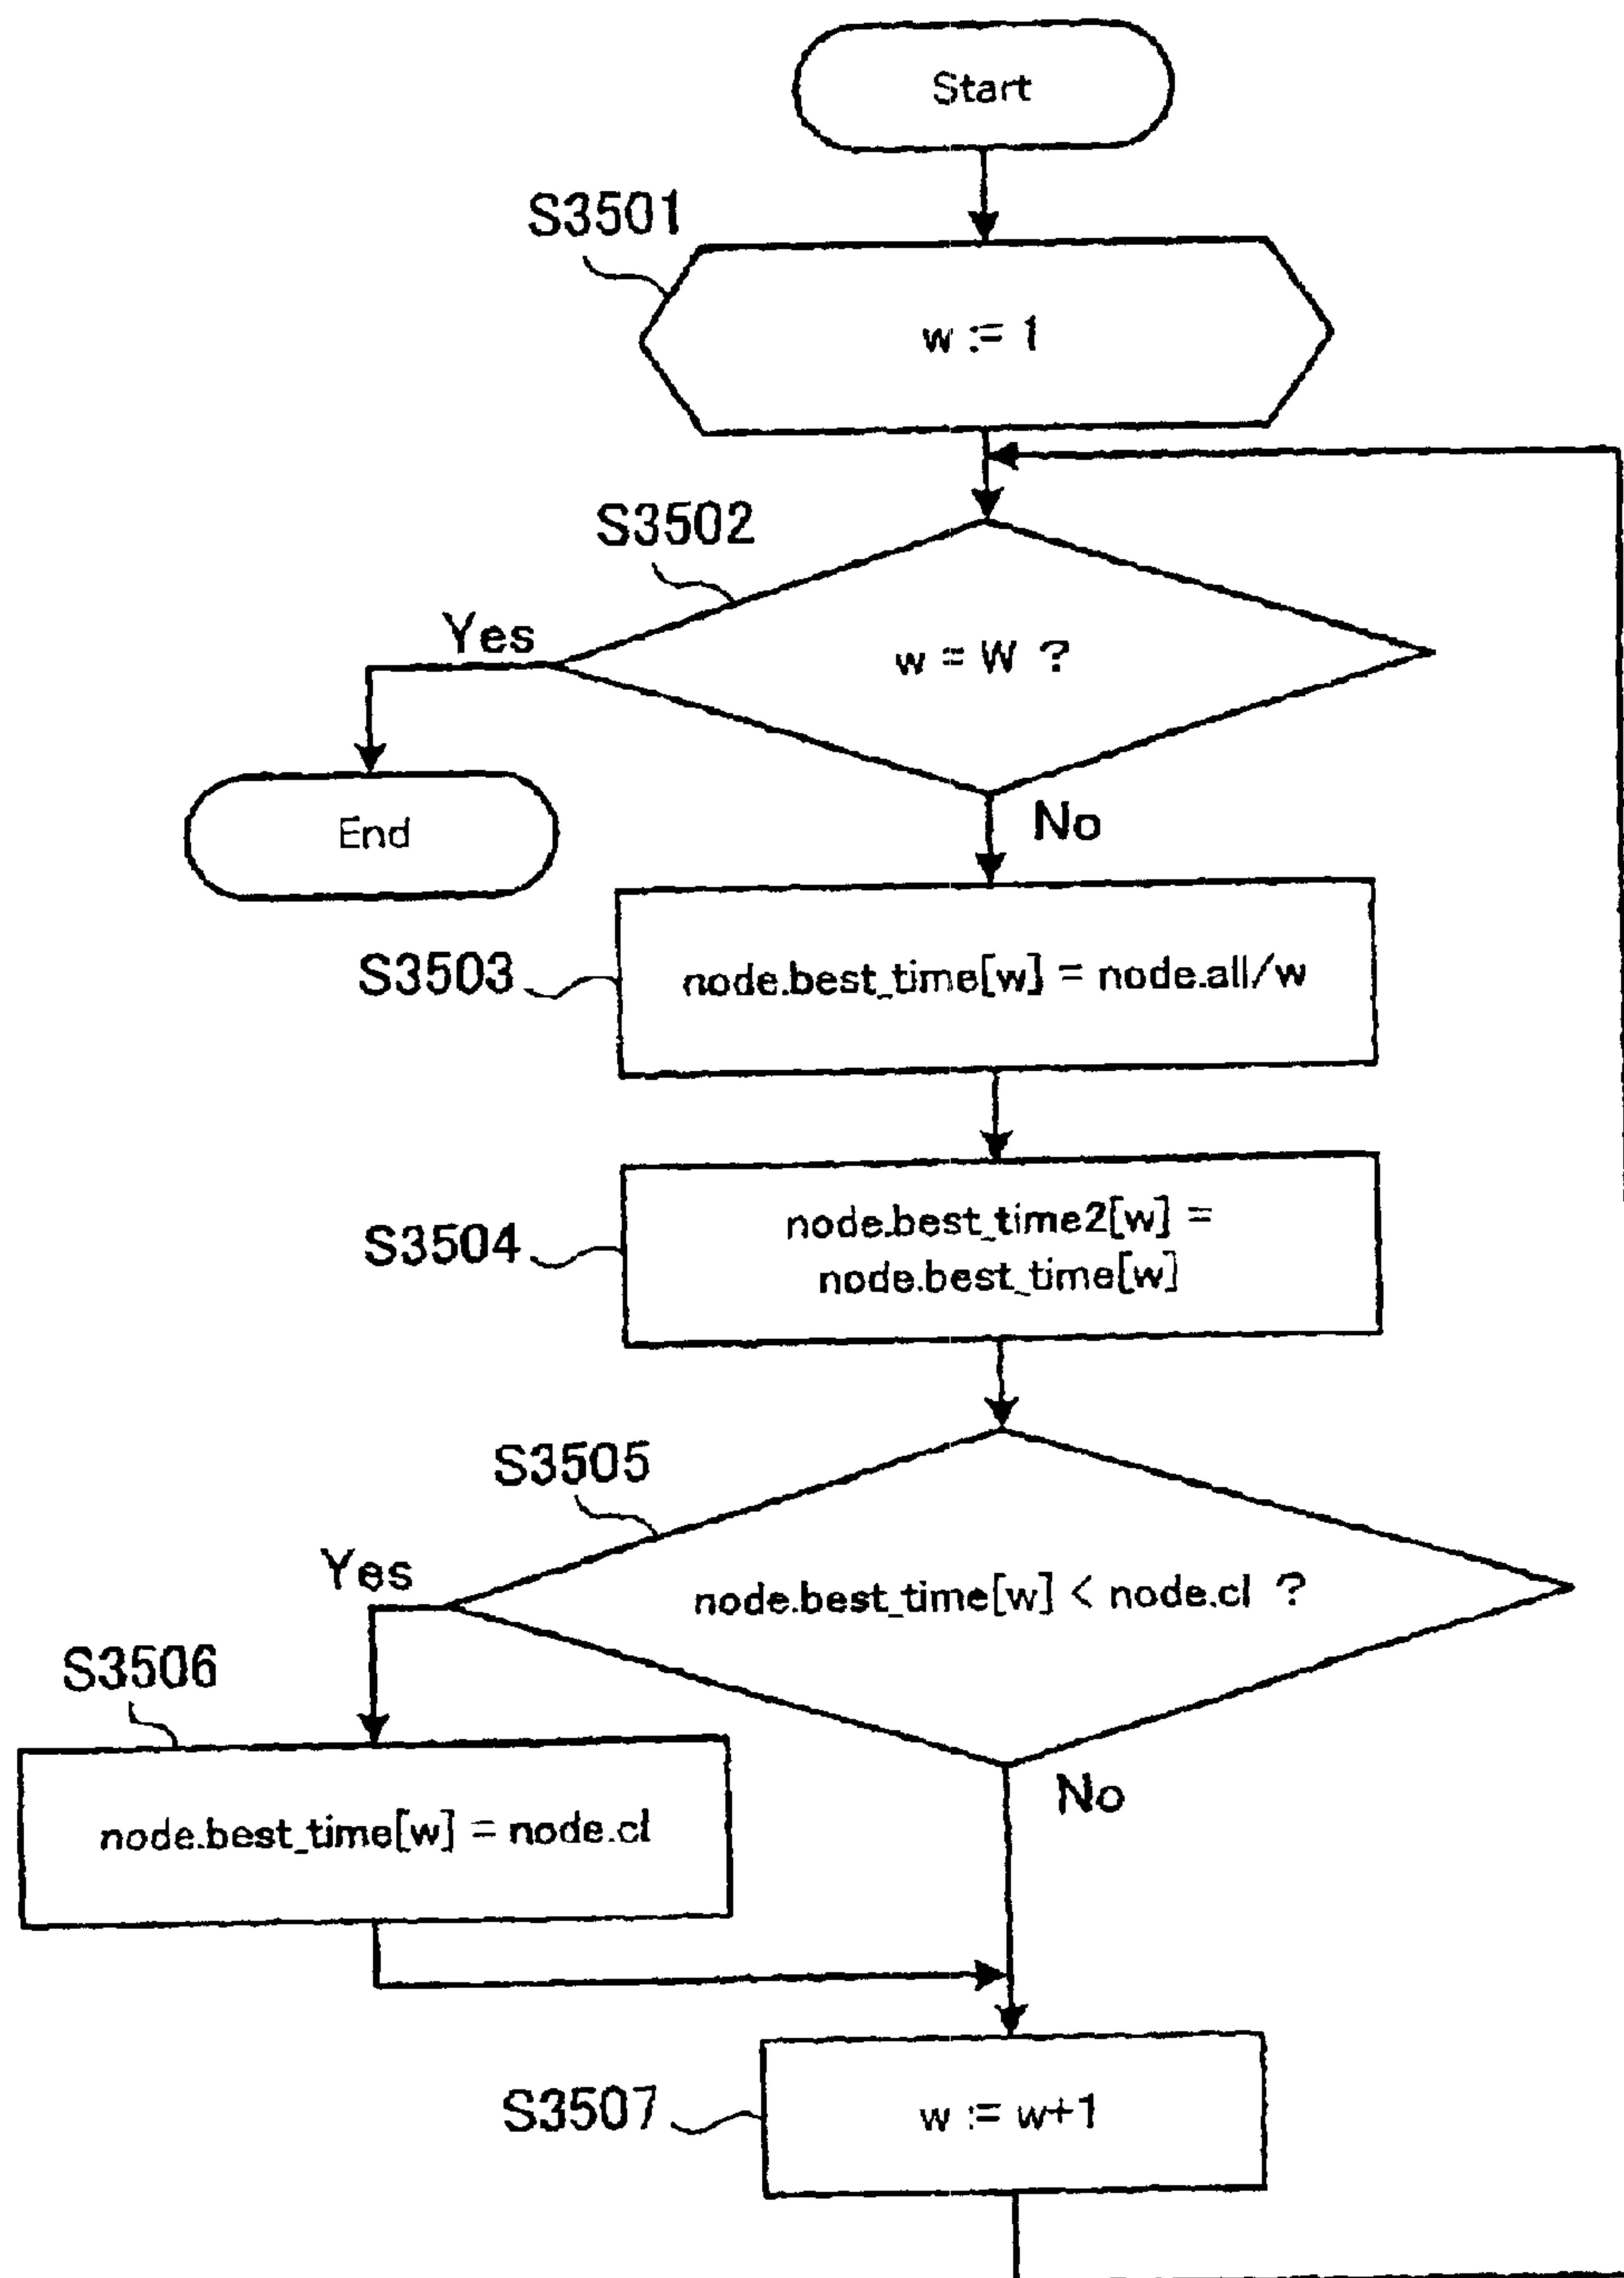 Start
S3501
w := 1
S3502
Yes
w = W ?
End
No
S3503
node.best_time[w] = node.all/w
S3504
node.best_time2[w] =
node.best_time[w]
S3505
Yes
node.best_time[w] < node.cl ?
S3506
No
node.best_time[w] = node.cl
S3507
w := w+1